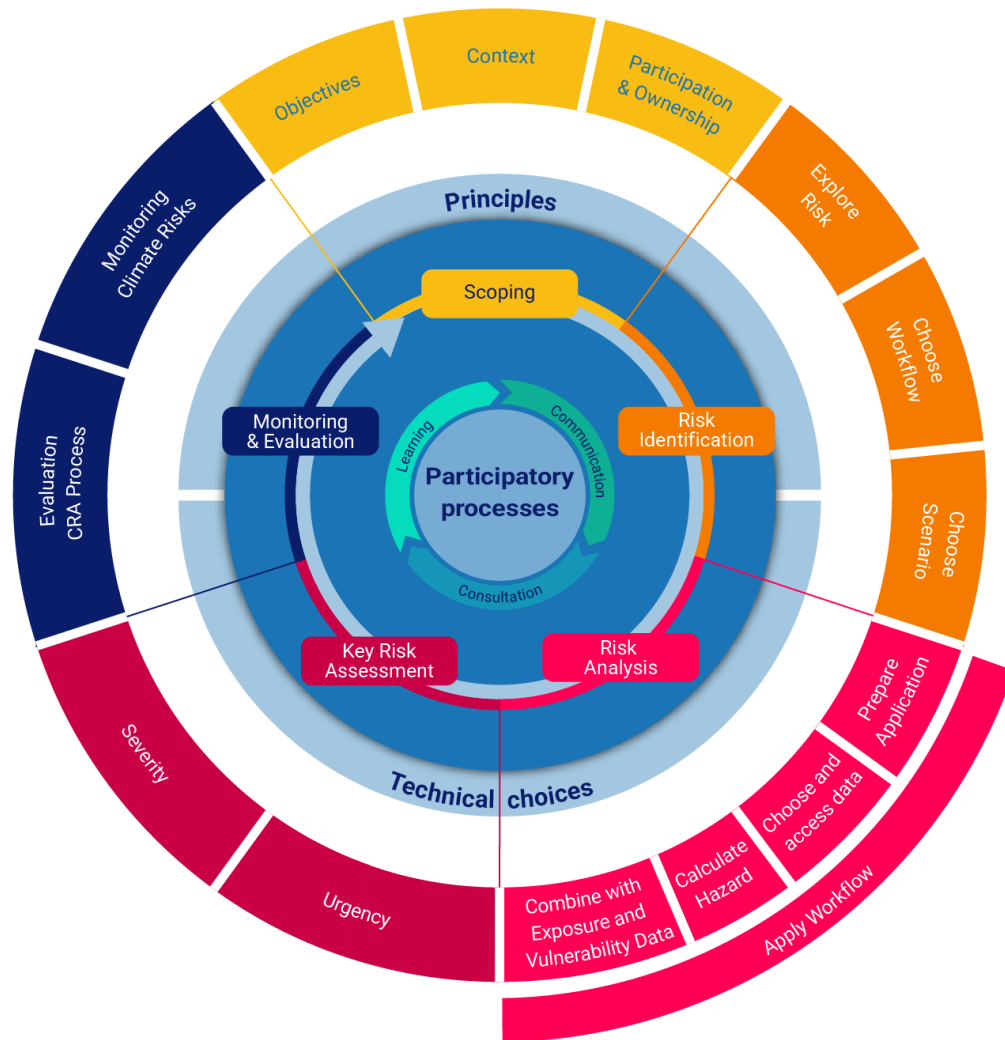 Objectives
Context
Participation
& Ownership
Explore
Risk
Choose
Workflow
Choose
Scenario
Prepare
Application
Choose and
access data
Calculate
Hazard
Combine with
Exposure and
Vulnerability Data
Apply Workflow
Urgency
Severity
Evaluation
CRA Process
Monitoring
Climate Risks
Principles
Technical choices
Scoping
Risk
Identification
Risk
Analysis
Key Risk
Assessment
Monitoring
& Evaluation
Learning
Communication
Consultation
Participatory
processes